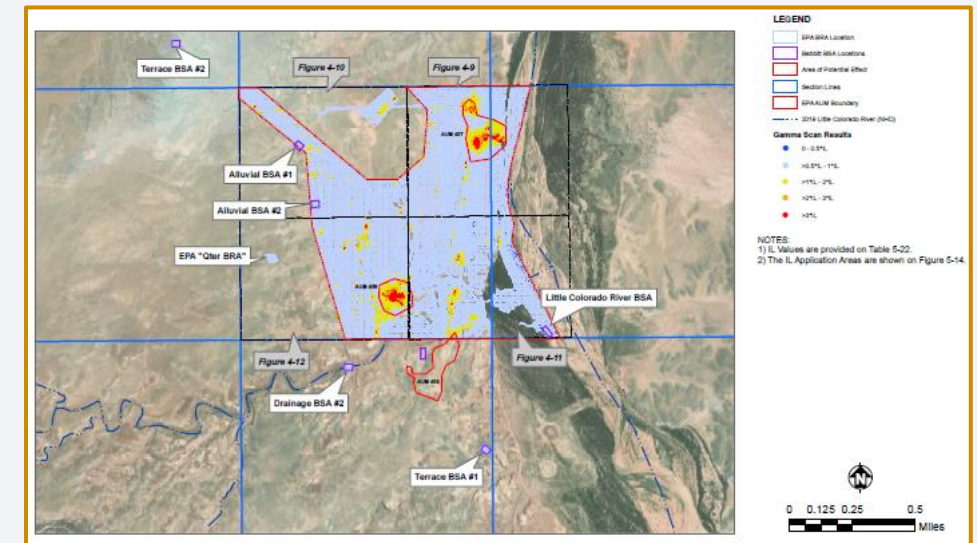 LEGEND
EPA BRA Location
Babbitt BSA Locations
Area of Potential Effect
Section Lines
EPA AUM Boundary
2019 Little Colorado River (NHD)
Gamma Scan Results
0 - 0.5*IL
>0.5*IL - 1*IL
>1*IL - 2*IL
>2*IL - 3*IL
>3*IL
NOTES:
1) IL Values are provided on Table 5-22.
2) The IL Application Areas are shown on Figure 5-14.
Terrace BSA #2
Figure 4-10
Figure 4-9
AUM 457
Alluvial BSA #1
Alluvial BSA #2
EPA "Qter BRA"
Little Colorado River BSA
Figure 4-12
Figure 4-11
Drainage BSA #2
Terrace BSA #1
N
0 0.125 0.25 0.5
Miles